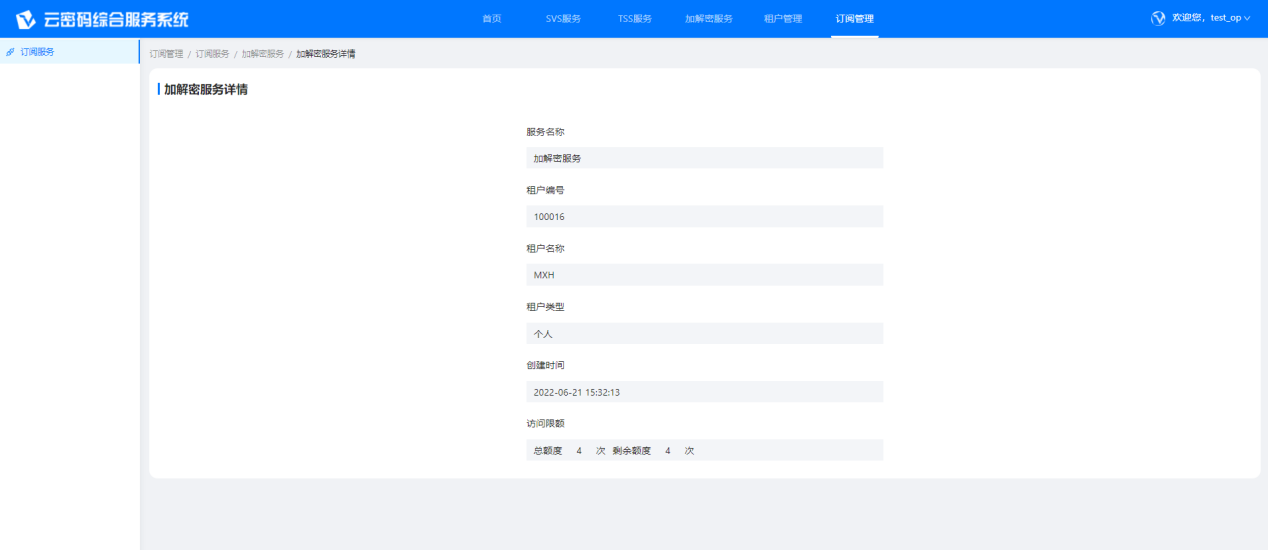 云密码综合服务系统
首页 SVS服务 TSS服务 加解密服务 租户管理 订阅管理
欢迎您，test_op
订阅服务
订阅管理 / 订阅服务 / 加解密服务 / 加解密服务详情
加解密服务详情
服务名称
加解密服务
租户编号
100016
租户名称
MXH
租户类型
个人
创建时间
2022-06-21 15:32:13
访问限额
总额度 4 次 剩余额度 4 次